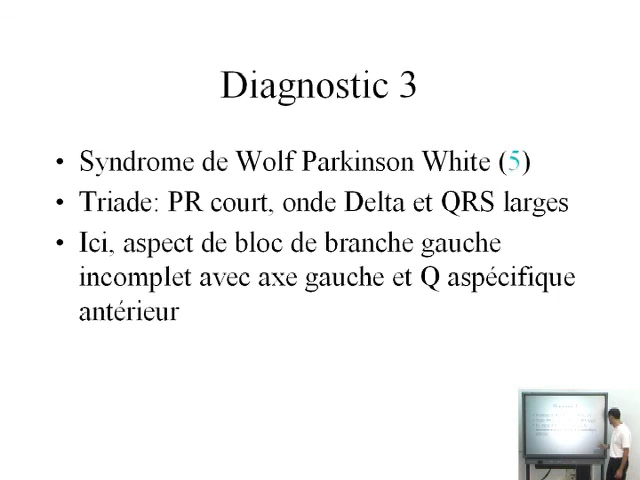 Diagnostic 3
• Syndrome de Wolf Parkinson White (5)
• Triade: PR court, onde Delta et QRS larges
• Ici, aspect de bloc de branche gauche
incomplet avec axe gauche et Q aspécifique
antérieur